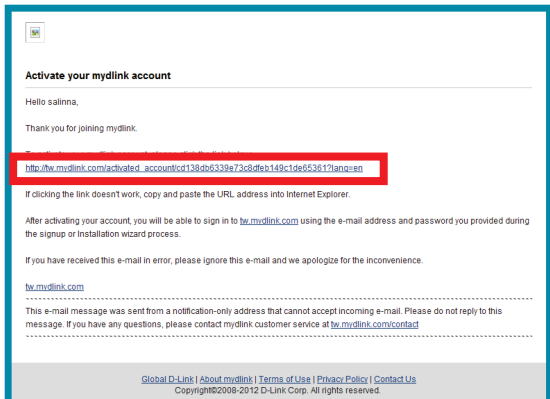 Activate your mydlink account
Hello salinna,
Thank you for joining mydlink.
http://tw.mydlink.com/activated_account/cd138db6339e73c8dfeb149c1de65361?lang=en
If clicking the link doesn't work, copy and paste the URL address into Internet Explorer.
After activating your account, you will be able to sign in to tw.mydlink.com using the e-mail address and password you provided during
the signup or Installation wizard process.
If you have received this e-mail in error, please ignore this e-mail and we apologize for the inconvenience.
tw.mydlink.com
This e-mail message was sent from a notification-only address that cannot accept incoming e-mail. Please do not reply to this
message. If you have any questions, please contact mydlink customer service at tw.mydlink.com/contact
Global D-Link | About mydlink | Terms of Use | Privacy Policy | Contact Us
Copyright©2008-2012 D-Link Corp. All rights reserved.